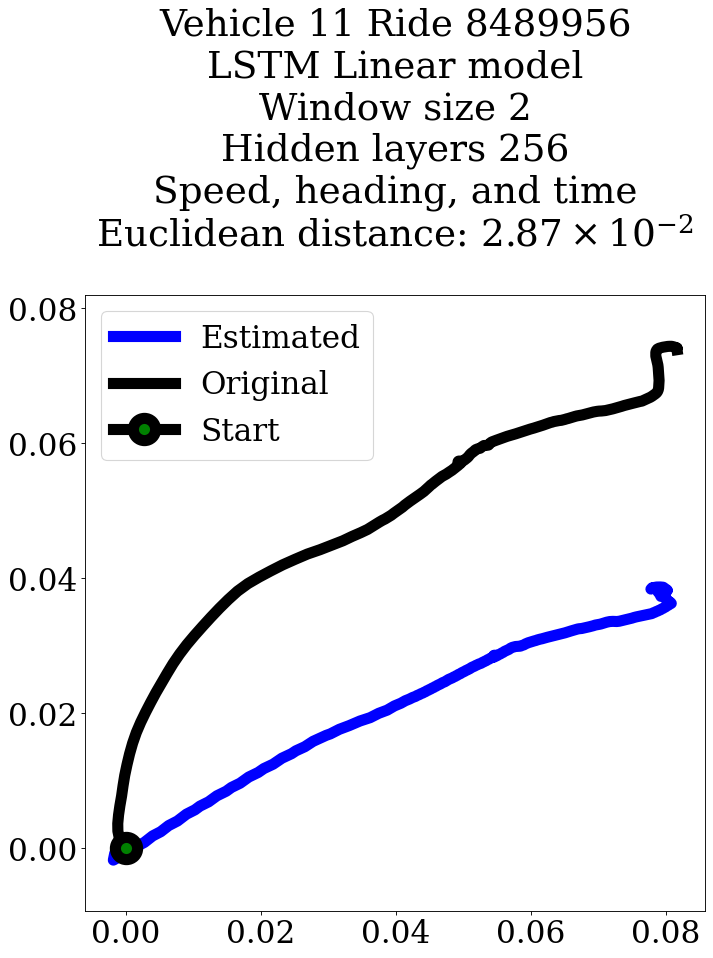 Vehicle 11 Ride 8489956
LSTM Linear model
Window size 2
Hidden layers 256
Speed, heading, and time
Euclidean distance: 2.87 × 10⁻²
0.08
Estimated
Original
Start
0.06
0.04
0.02
0.00
0.00 0.02 0.04 0.06 0.08